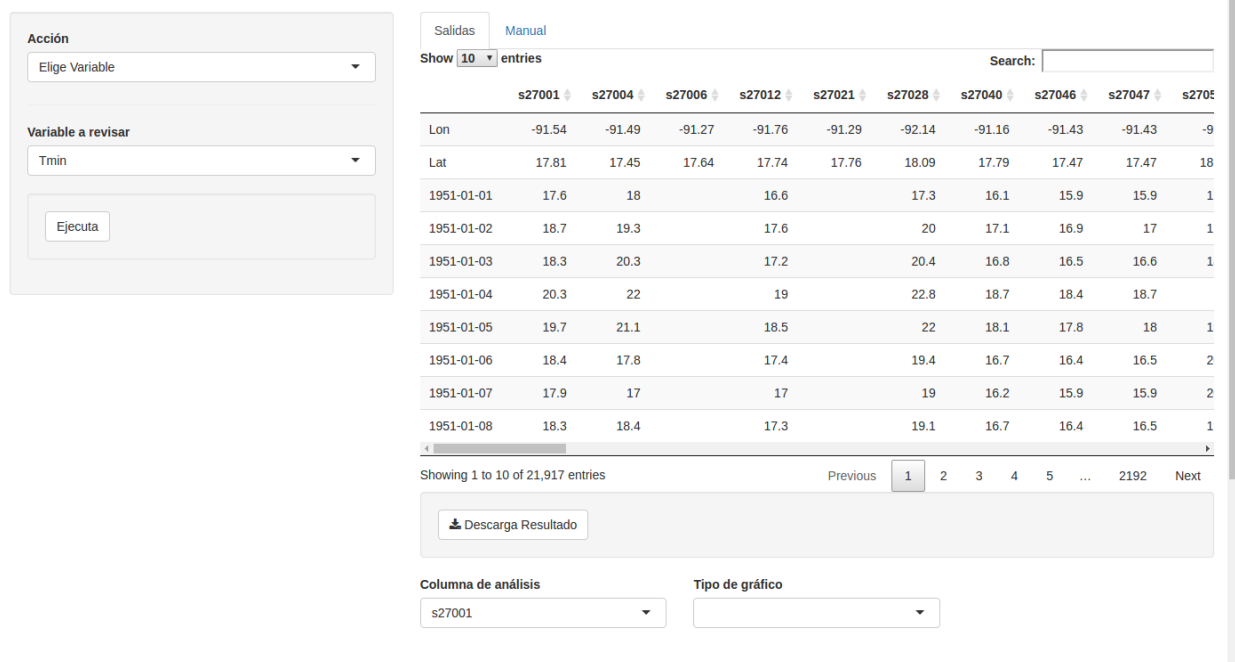 Acción
Elige Variable
Variable a revisar
Tmin
Ejecuta
Salidas Manual
Show 10 entries Search:
s27001 s27004 s27006 s27012 s27021 s27028 s27040 s27046 s27047
Lon -91.54 -91.49 -91.27 -91.76 -91.29 -92.14 -91.16 -91.43 -91.43
Lat 17.81 17.45 17.64 17.74 17.76 18.09 17.79 17.47 17.47
1951-01-01 17.6 18 16.6 17.3 16.1 15.9 15.9
1951-01-02 18.7 19.3 17.6 20 17.1 16.9 17
1951-01-03 18.3 20.3 17.2 20.4 16.8 16.5 16.6
1951-01-04 20.3 22 19 22.8 18.7 18.4 18.7
1951-01-05 19.7 21.1 18.5 22 18.1 17.8 18
1951-01-06 18.4 17.8 17.4 19.4 16.7 16.4 16.5
1951-01-07 17.9 17 17 19 16.2 15.9 15.9
1951-01-08 18.3 18.4 17.3 19.1 16.7 16.4 16.5
Showing 1 to 10 of 21,917 entries Previous 1 2 3 4 5 … 2192 Next
Descarga Resultado
Columna de análisis Tipo de gráfico
s27001